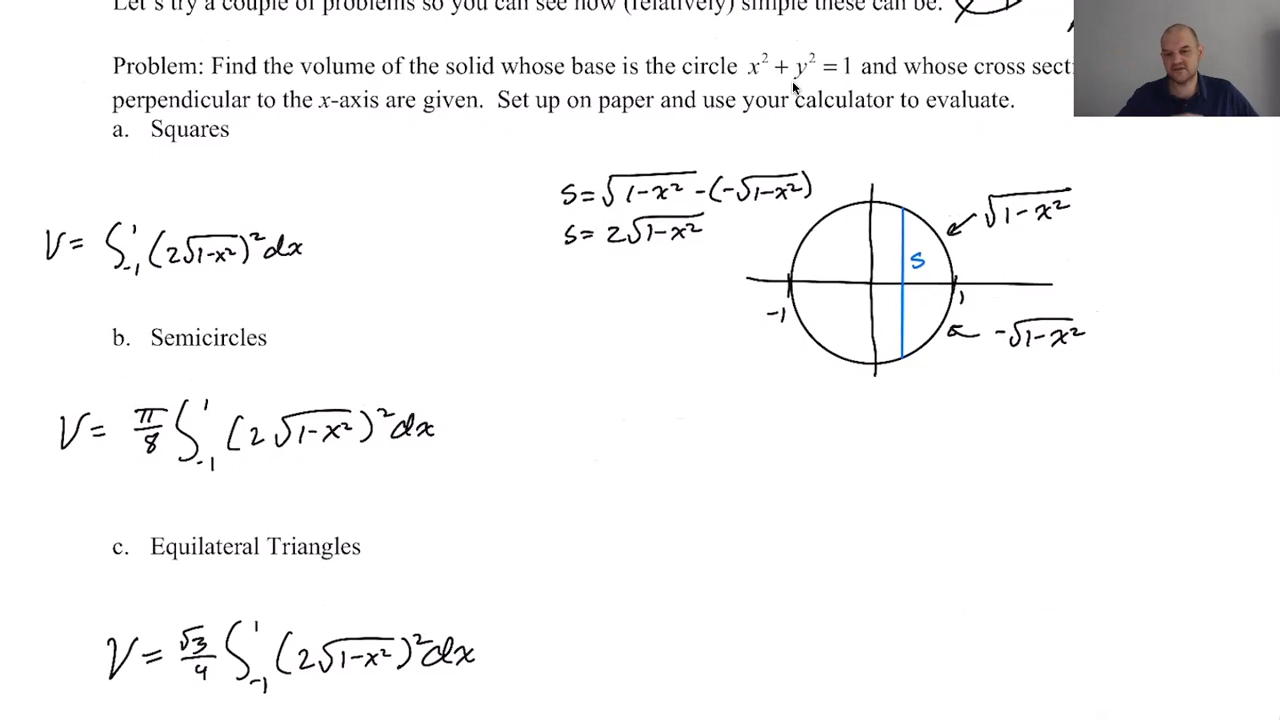 Let's try a couple of problems so you can see how (relatively) simple these can be.
Problem: Find the volume of the solid whose base is the circle x² + y² = 1 and whose cross sect
perpendicular to the x-axis are given. Set up on paper and use your calculator to evaluate.
a. Squares
S = √(1-x²) - (-√(1-x²))
S = 2√(1-x²)
√(1-x²)
V = ∫₋₁¹ (2√(1-x²))² dx
S
-1
1
-√(1-x²)
b. Semicircles
V = π/8 ∫₋₁¹ (2√(1-x²))² dx
c. Equilateral Triangles
V = √3/4 ∫₋₁¹ (2√(1-x²))² dx